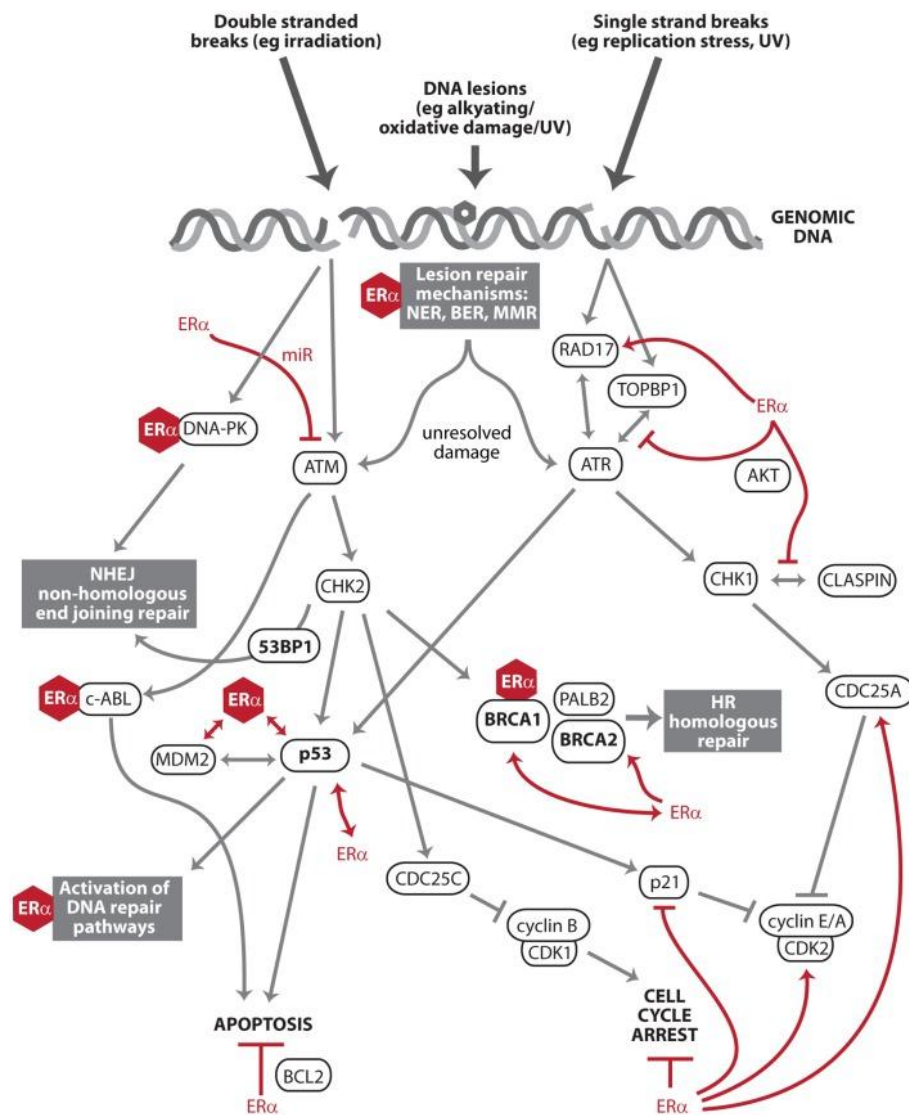 Double stranded
breaks (eg irradiation)
Single strand breaks
(eg replication stress, UV)
DNA lesions
(eg alkyating/
oxidative damage/UV)
GENOMIC
DNA
ERα
Lesion repair
mechanisms:
NER, BER, MMR
ERα
miR
RAD17
TOPBP1
ERα
ERα
DNA-PK
unresolved
damage
ATM
ATR
AKT
NHEJ
non-homologous
end joining repair
CHK2
CHK1
CLASPIN
53BP1
ERα
c-ABL
ERα
ERα
PALB2
CDC25A
BRCA1
BRCA2
HR
homologous
repair
MDM2
p53
ERα
ERα
ERα
Activation of
DNA repair
pathways
CDC25C
p21
cyclin B
CDK1
cyclin E/A
CDK2
APOPTOSIS
CELL
CYCLE
ARREST
BCL2
ERα
ERα